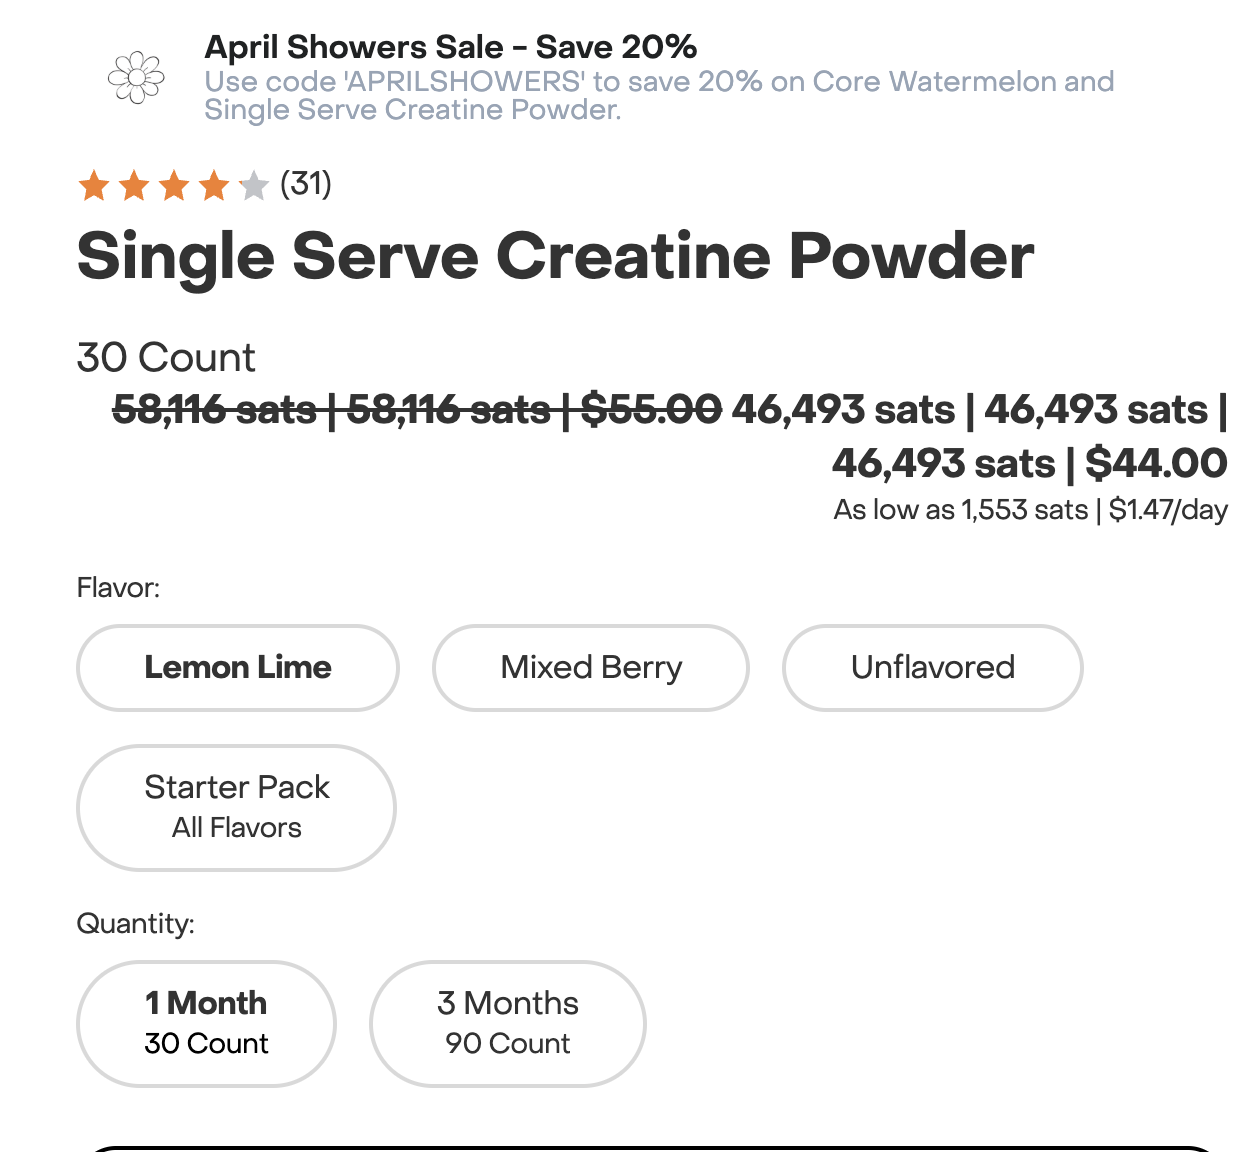 April Showers Sale - Save 20%
Use code 'APRILSHOWERS' to save 20% on Core Watermelon and
Single Serve Creatine Powder.
(31)
Single Serve Creatine Powder
30 Count
58,116 sats | 58,116 sats | $55.00 46,493 sats | 46,493 sats |
46,493 sats | $44.00
As low as 1,553 sats | $1.47/day
Flavor:
Lemon Lime
Mixed Berry
Unflavored
Starter Pack
All Flavors
Quantity:
1 Month
30 Count
3 Months
90 Count